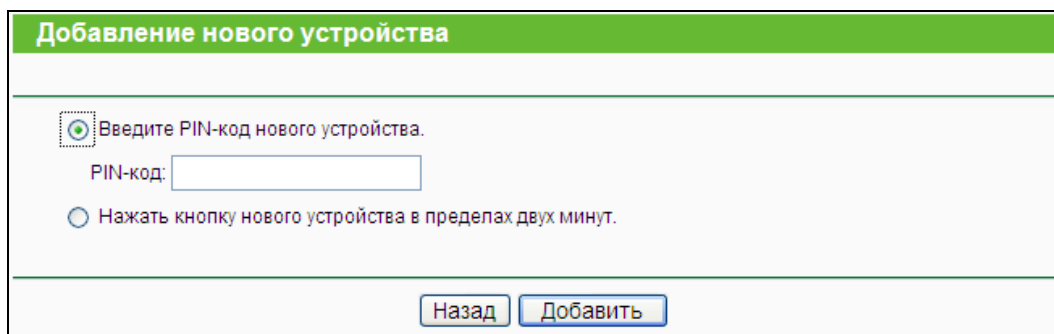 Добавление нового устройства
Введите PIN-код нового устройства.
PIN-код:
Нажать кнопку нового устройства в пределах двух минут.
Назад Добавить